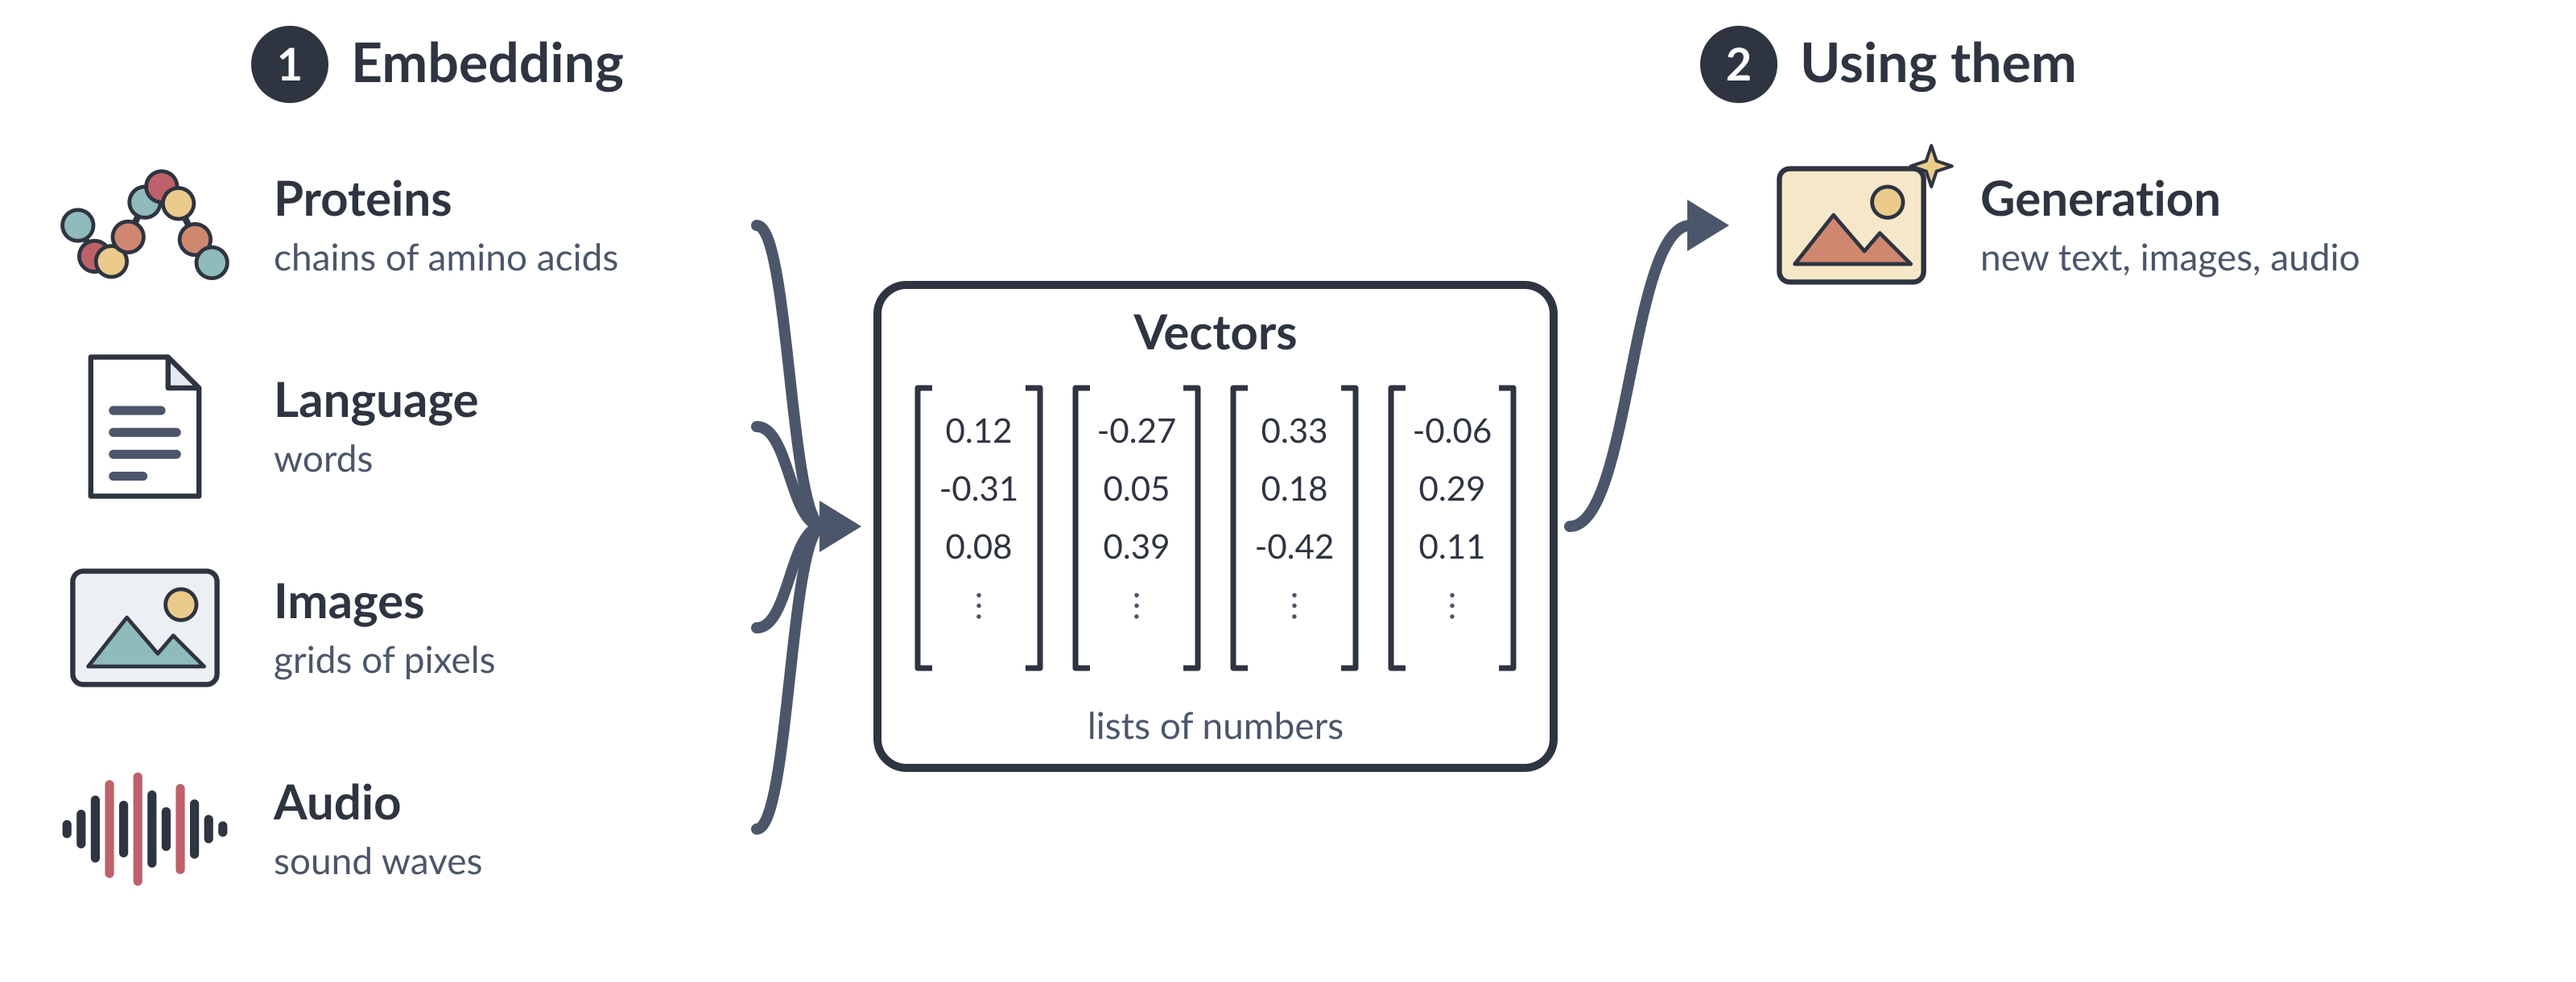 1 Embedding
2 Using them
Proteins
chains of amino acids
Language
words
Images
grids of pixels
Audio
sound waves
Vectors
0.12 -0.27 0.33 -0.06
-0.31 0.05 0.18 0.29
0.08 0.39 -0.42 0.11
⋮ ⋮ ⋮ ⋮
lists of numbers
Generation
new text, images, audio